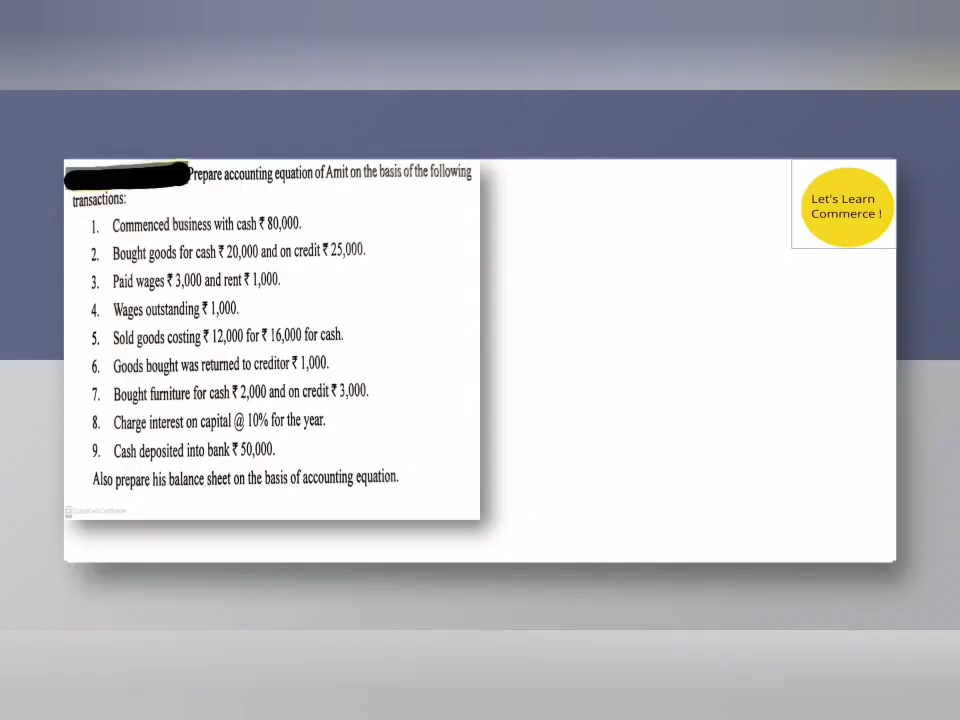 Prepare accounting equation of Amit on the basis of the following
transactions:
1. Commenced business with cash ₹ 80,000.
2. Bought goods for cash ₹ 20,000 and on credit ₹ 25,000.
3. Paid wages ₹ 3,000 and rent ₹ 1,000.
4. Wages outstanding ₹ 1,000.
5. Sold goods costing ₹ 12,000 for ₹ 16,000 for cash.
6. Goods bought was returned to creditor ₹ 1,000.
7. Bought furniture for cash ₹ 2,000 and on credit ₹ 3,000.
8. Charge interest on capital @ 10% for the year.
9. Cash deposited into bank ₹ 50,000.
Also prepare his balance sheet on the basis of accounting equation.
CS Scanned with CamScanner
Let's Learn
Commerce !